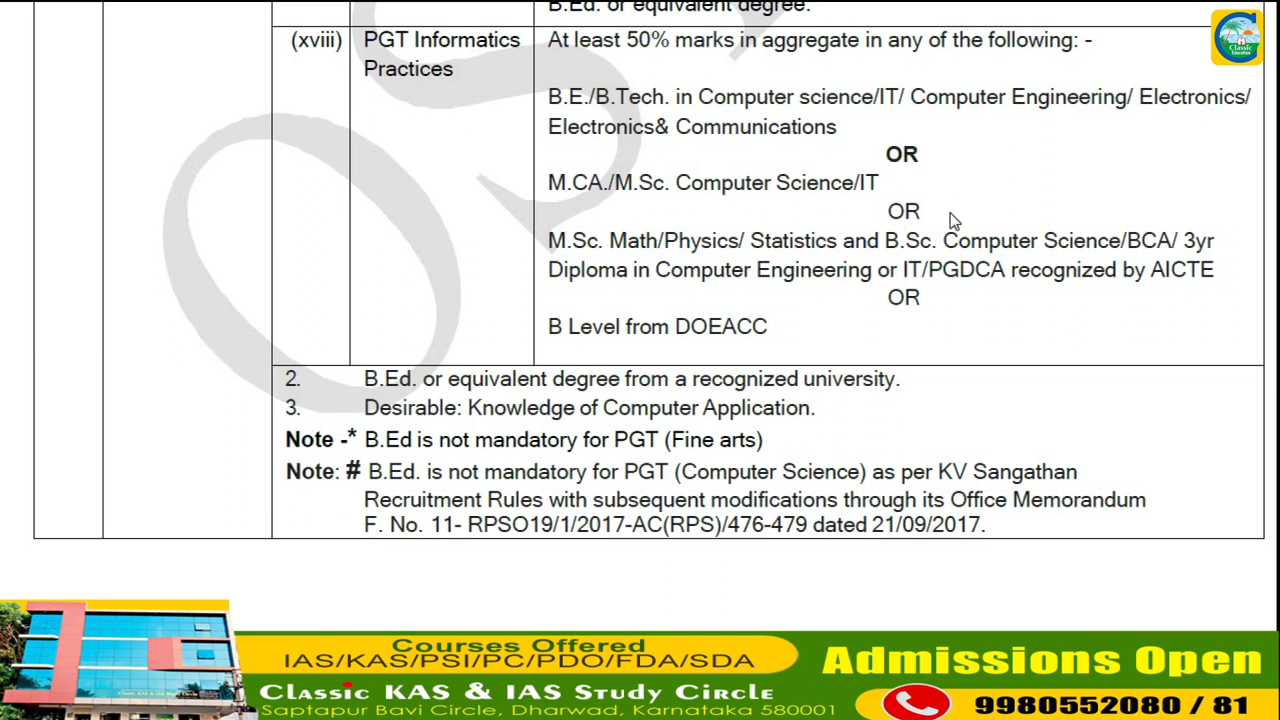 B.Ed. or equivalent degree.
(xviii) PGT Informatics Practices
At least 50% marks in aggregate in any of the following: -
B.E./B.Tech. in Computer science/IT/ Computer Engineering/ Electronics/
Electronics& Communications
OR
M.CA./M.Sc. Computer Science/IT
OR
M.Sc. Math/Physics/ Statistics and B.Sc. Computer Science/BCA/ 3yr
Diploma in Computer Engineering or IT/PGDCA recognized by AICTE
OR
B Level from DOEACC
2. B.Ed. or equivalent degree from a recognized university.
3. Desirable: Knowledge of Computer Application.
Note -* B.Ed is not mandatory for PGT (Fine arts)
Note: # B.Ed. is not mandatory for PGT (Computer Science) as per KV Sangathan
Recruitment Rules with subsequent modifications through its Office Memorandum
F. No. 11- RPSO19/1/2017-AC(RPS)/476-479 dated 21/09/2017.
Classic
Education
Courses Offered
IAS/KAS/PSI/PC/PDO/FDA/SDA
Classic KAS & IAS Study Circle
Saptapur Bavi Circle, Dharwad, Karnataka 580001
Admissions Open
9980552080 / 81